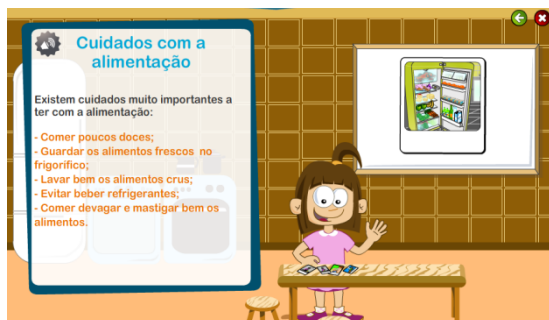 Cuidados com a
alimentação
Existem cuidados muito importantes a
ter com a alimentação:
- Comer poucos doces;
- Guardar os alimentos frescos no
frigorífico;
- Lavar bem os alimentos crus;
- Evitar beber refrigerantes;
- Comer devagar e mastigar bem os
alimentos.